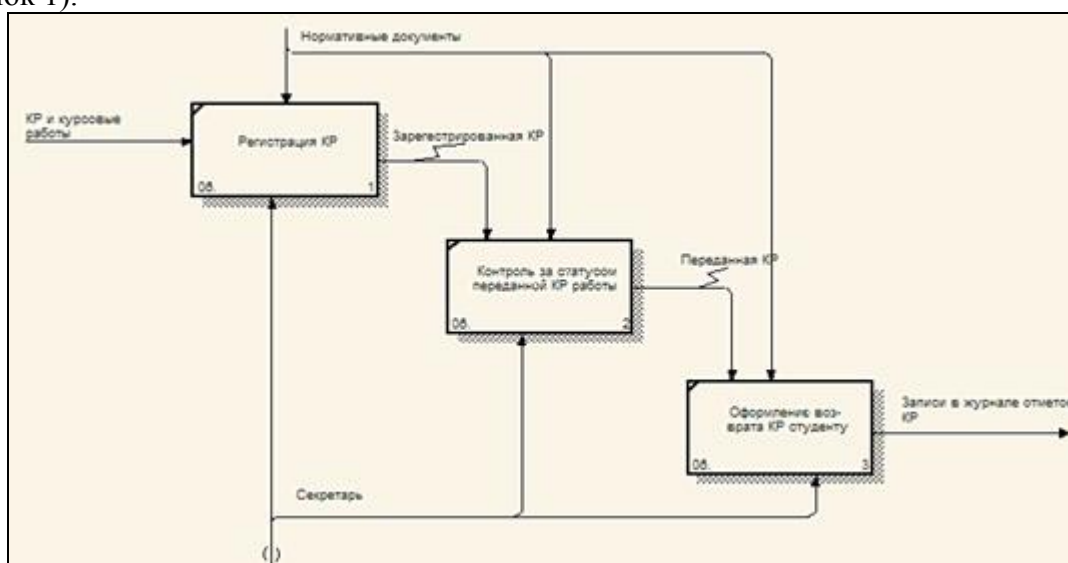 ок 1).
Нормативные документы
КР и курсовые
работы
Регистрация КР
0б. 1
Зарегестрированная КР
Контроль за статусом
переданной КР работы
0б. 2
Переданная КР
Оформление воз-
врата КР студенту
0б. 3
Записи в журнале отметок
КР
Секретарь